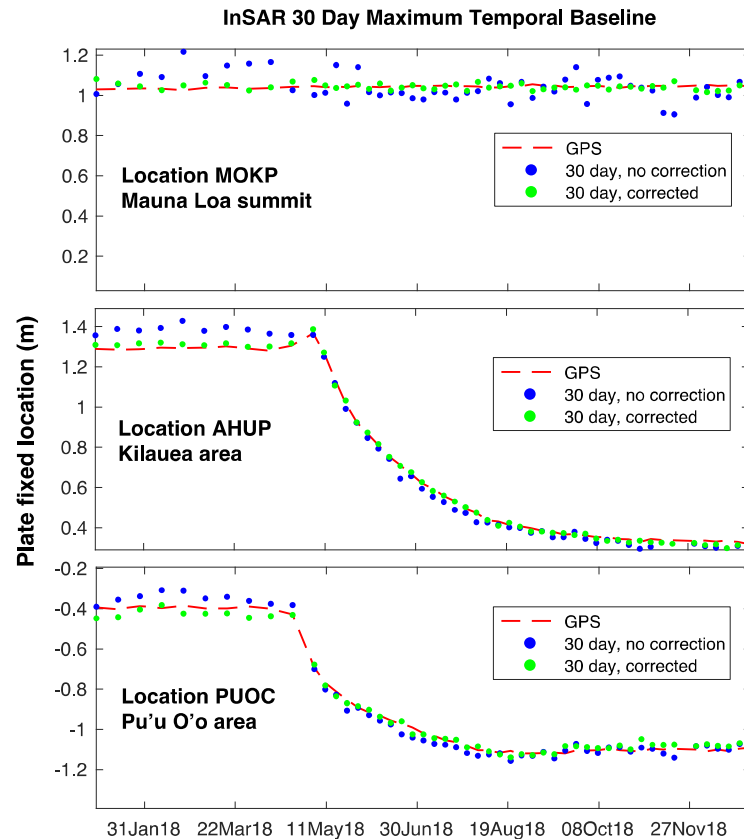 InSAR 30 Day Maximum Temporal Baseline
Plate fixed location (m)
1.2
1
0.8
0.6
0.4
0.2
GPS
30 day, no correction
30 day, corrected
Location MOKP
Mauna Loa summit
1.4
1.2
1
0.8
0.6
0.4
GPS
30 day, no correction
30 day, corrected
Location AHUP
Kilauea area
-0.2
-0.4
-0.6
-0.8
-1
-1.2
GPS
30 day, no correction
30 day, corrected
Location PUOC
Pu'u O'o area
31Jan18 22Mar18 11May18 30Jun18 19Aug18 08Oct18 27Nov18